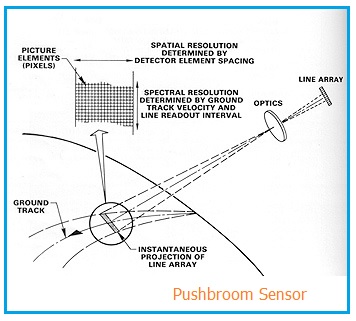 SPATIAL RESOLUTION
DETERMINED BY
DETECTOR ELEMENT SPACING
PICTURE
ELEMENTS
(PIXELS)
LINE ARRAY
SPECTRAL RESOLUTION
DETERMINED BY GROUND
TRACK VELOCITY AND
LINE READOUT INTERVAL
OPTICS
GROUND
TRACK
INSTANTANEOUS
PROJECTION OF
LINE ARRAY
Pushbroom Sensor